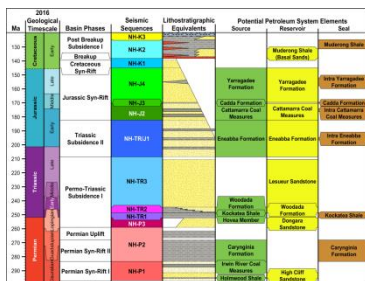 2016
Geological
Timescale
Ma
Basin Phases
Seismic
Sequences
Lithostratigraphic
Equivalents
Potential Petroleum System Elements
Source
Reservoir
Seal
130
140
150
160
170
180
190
200
210
220
230
240
250
260
270
280
290
Cretaceous
Jurassic
Triassic
Permian
Early
Late
Middle
Early
Late
Middle
Post Breakup
Subsidence I
Breakup
Cretaceous
Syn-Rift
Jurassic Syn-Rift
Triassic
Subsidence II
Permo-Triassic
Subsidence I
Permian Uplift
Permian Syn-Rift II
Permian Syn-Rift I
NH-K3
NH-K2
NH-K1
NH-J4
NH-J3
NH-J2
NH-TRIJ1
NH-TR3
NH-TR2
NH-TR1
NH-P3
NH-P2
NH-P1
Yarragadee
Formation
Cadda Formation
Cattamarra Coal
Measures
Eneabba Formation
Woodada
Formation
Kockatea Shale
Hovea Member
Carynginia
Formation
Irwin River Coal
Measures
Holmwood Shale
Muderong Shale
(Basal Sands)
Yarragadee
Formation
Cattamarra Coal
Measures
Eneabba Formation
Lesueur Sandstone
Woodada
Formation
Dongara
Sandstone
High Cliff
Sandstone
Muderong Shale
Intra Yarragadee
Formation
Cadda Formation
Intra Cattamarra
Coal Measures
Intra Eneabba
Formation
Kockatea Shale
Carynginia
Formation